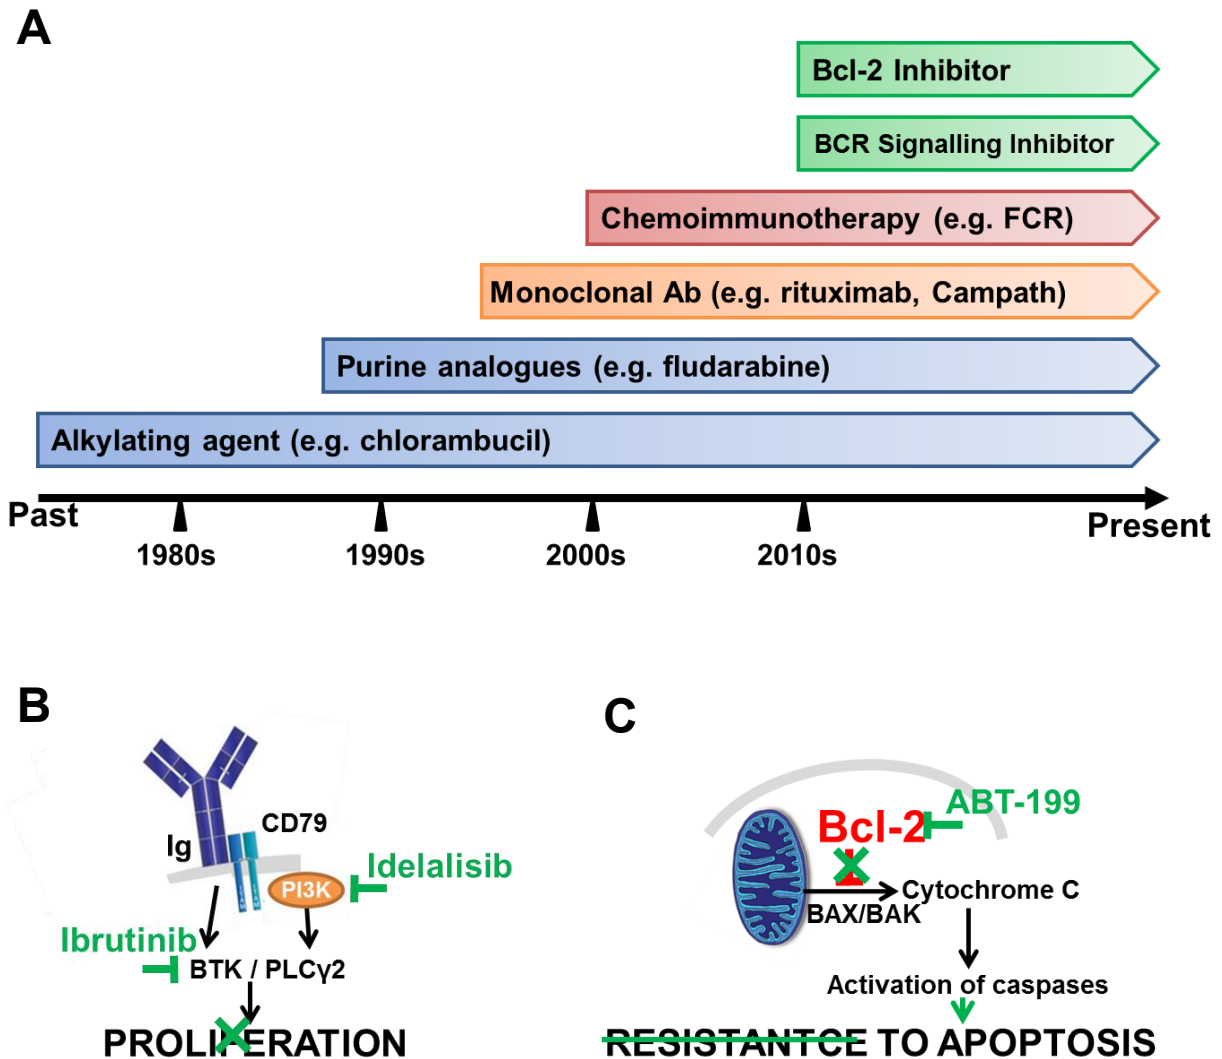 A
Bcl-2 Inhibitor
BCR Signalling Inhibitor
Chemoimmunotherapy (e.g. FCR)
Monoclonal Ab (e.g. rituximab, Campath)
Purine analogues (e.g. fludarabine)
Alkylating agent (e.g. chlorambucil)
Past
Present
1980s
1990s
2000s
2010s
B
Ig
CD79
PI3K
Idelalisib
Ibrutinib
BTK / PLCγ2
PROLIFERATION
C
ABT-199
Bcl-2
Cytochrome C
BAX/BAK
Activation of caspases
RESISTANTCE TO APOPTOSIS